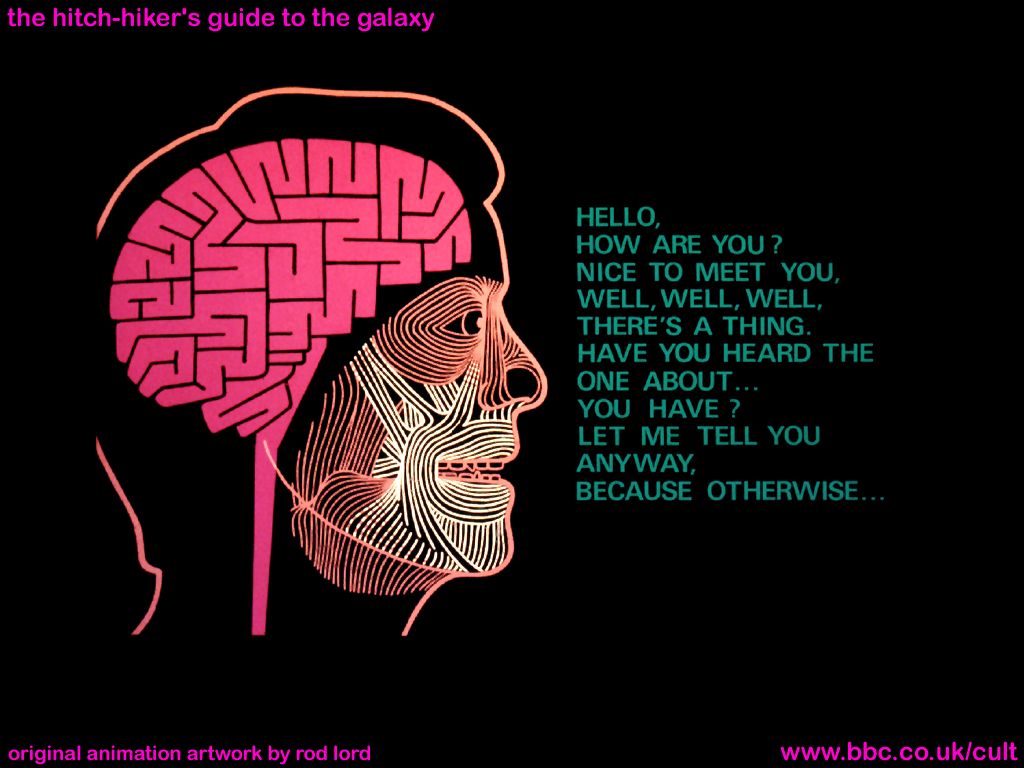 the hitch-hiker's guide to the galaxy
HELLO,
HOW ARE YOU?
NICE TO MEET YOU,
WELL, WELL, WELL,
THERE'S A THING.
HAVE YOU HEARD THE
ONE ABOUT...
YOU HAVE?
LET ME TELL YOU
ANYWAY,
BECAUSE OTHERWISE...
original animation artwork by rod lord
www.bbc.co.uk/cult